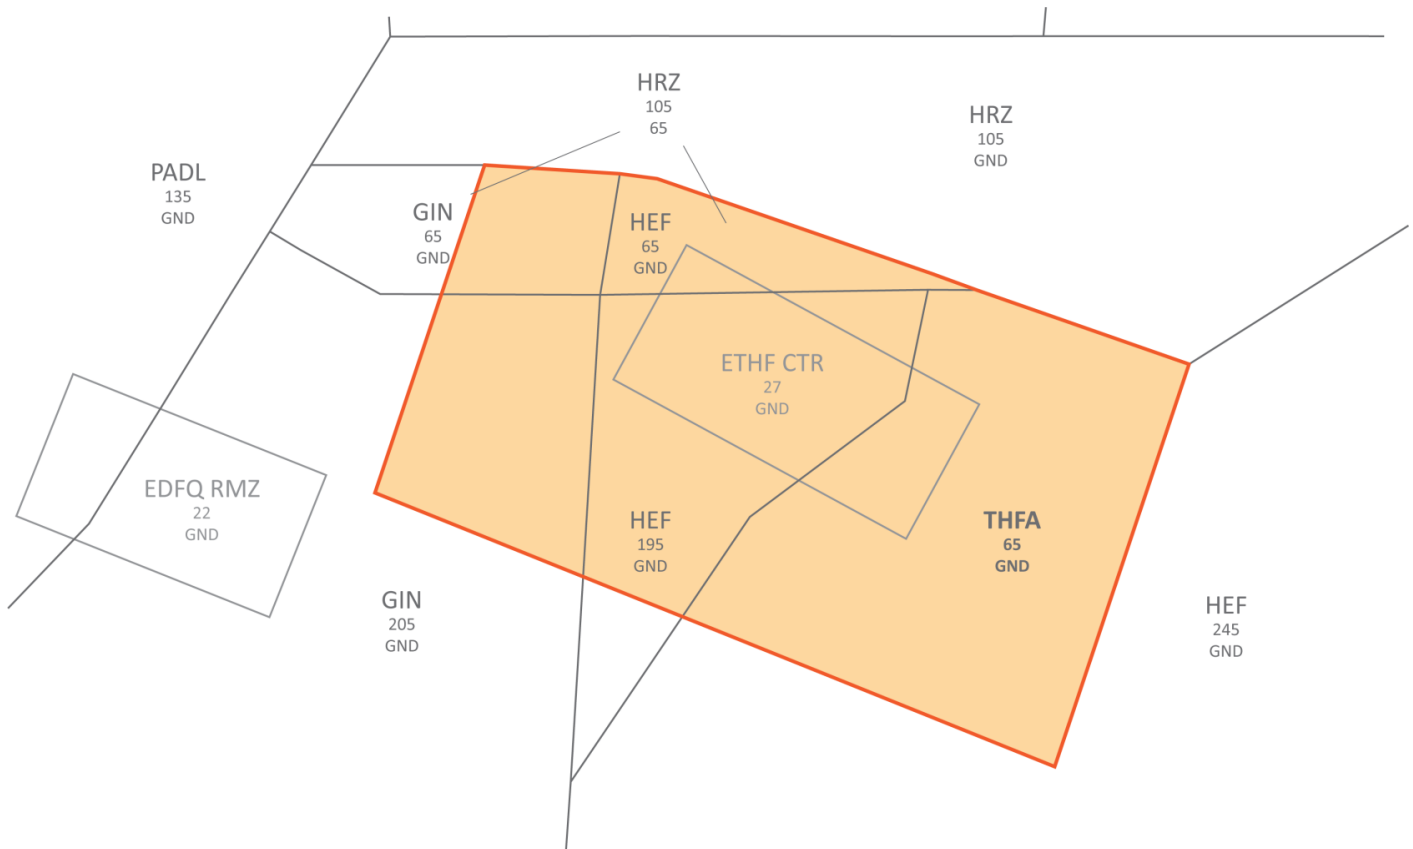 HRZ
105
65
HRZ
105
GND
PADL
135
GND
GIN
65
GND
HEF
65
GND
ETHF CTR
27
GND
EDFQ RMZ
22
GND
HEF
195
GND
THFA
65
GND
GIN
205
GND
HEF
245
GND